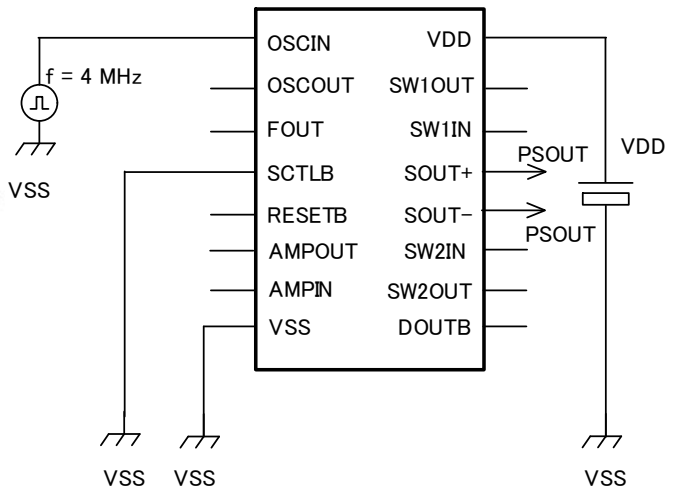 OSCIN
OSCOUT
FOUT
SCTLB
RESETB
AMPOUT
AMPIN
VSS
VDD
SW1OUT
SW1IN
SOUT+
SOUT−
SW2IN
SW2OUT
DOUTB
f = 4 MHz
VSS
PSOUT
PSOUT
VDD
VSS
VSS
VSS